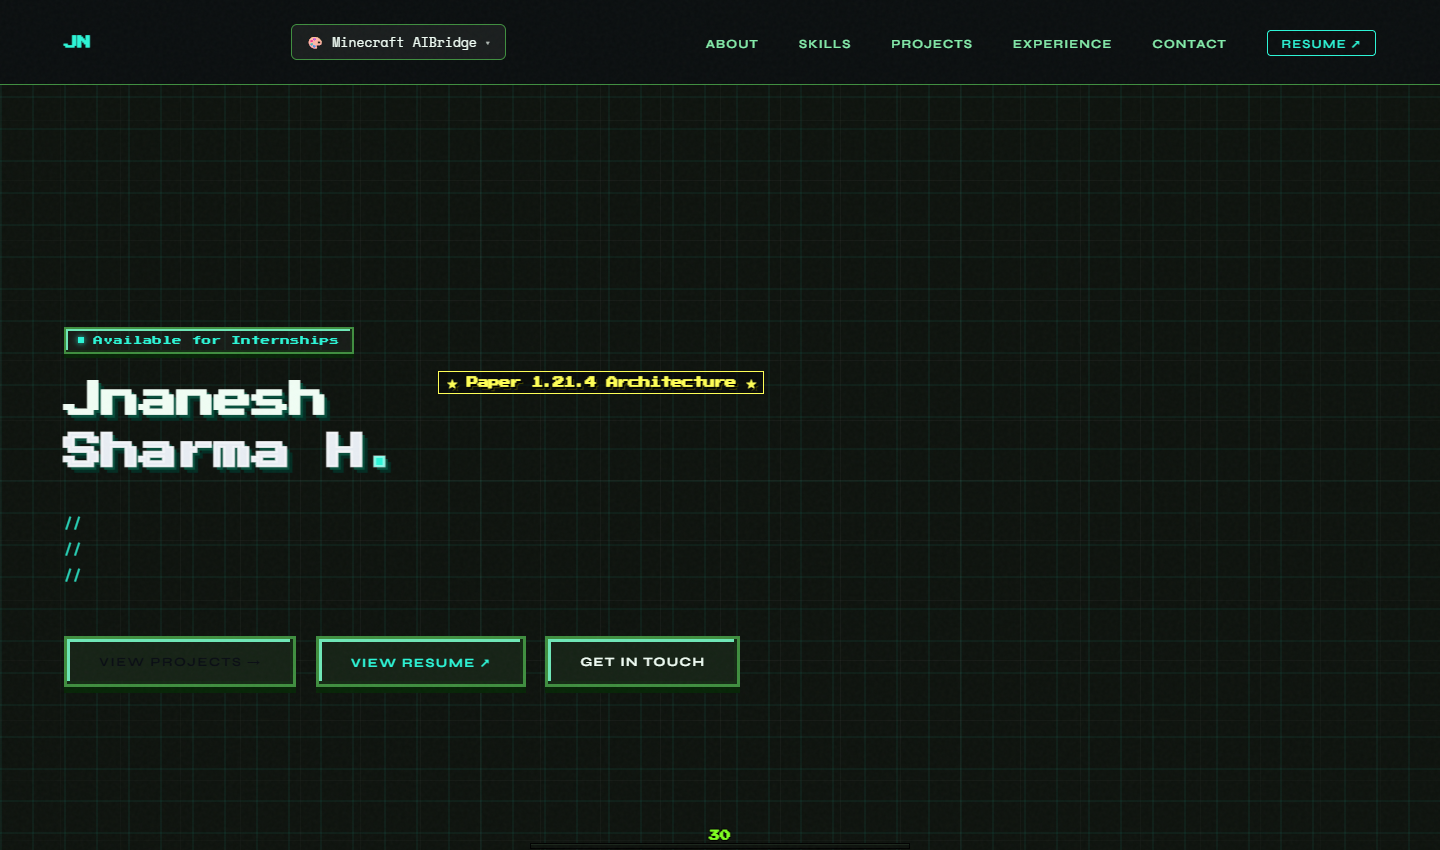 JN
Minecraft AIBridge ▾
ABOUT
SKILLS
PROJECTS
EXPERIENCE
CONTACT
RESUME ↗
Available for Internships
★ Paper 1.21.4 Architecture ★
Jnanesh
Sharma H.
//
//
//
VIEW PROJECTS →
VIEW RESUME ↗
GET IN TOUCH
30